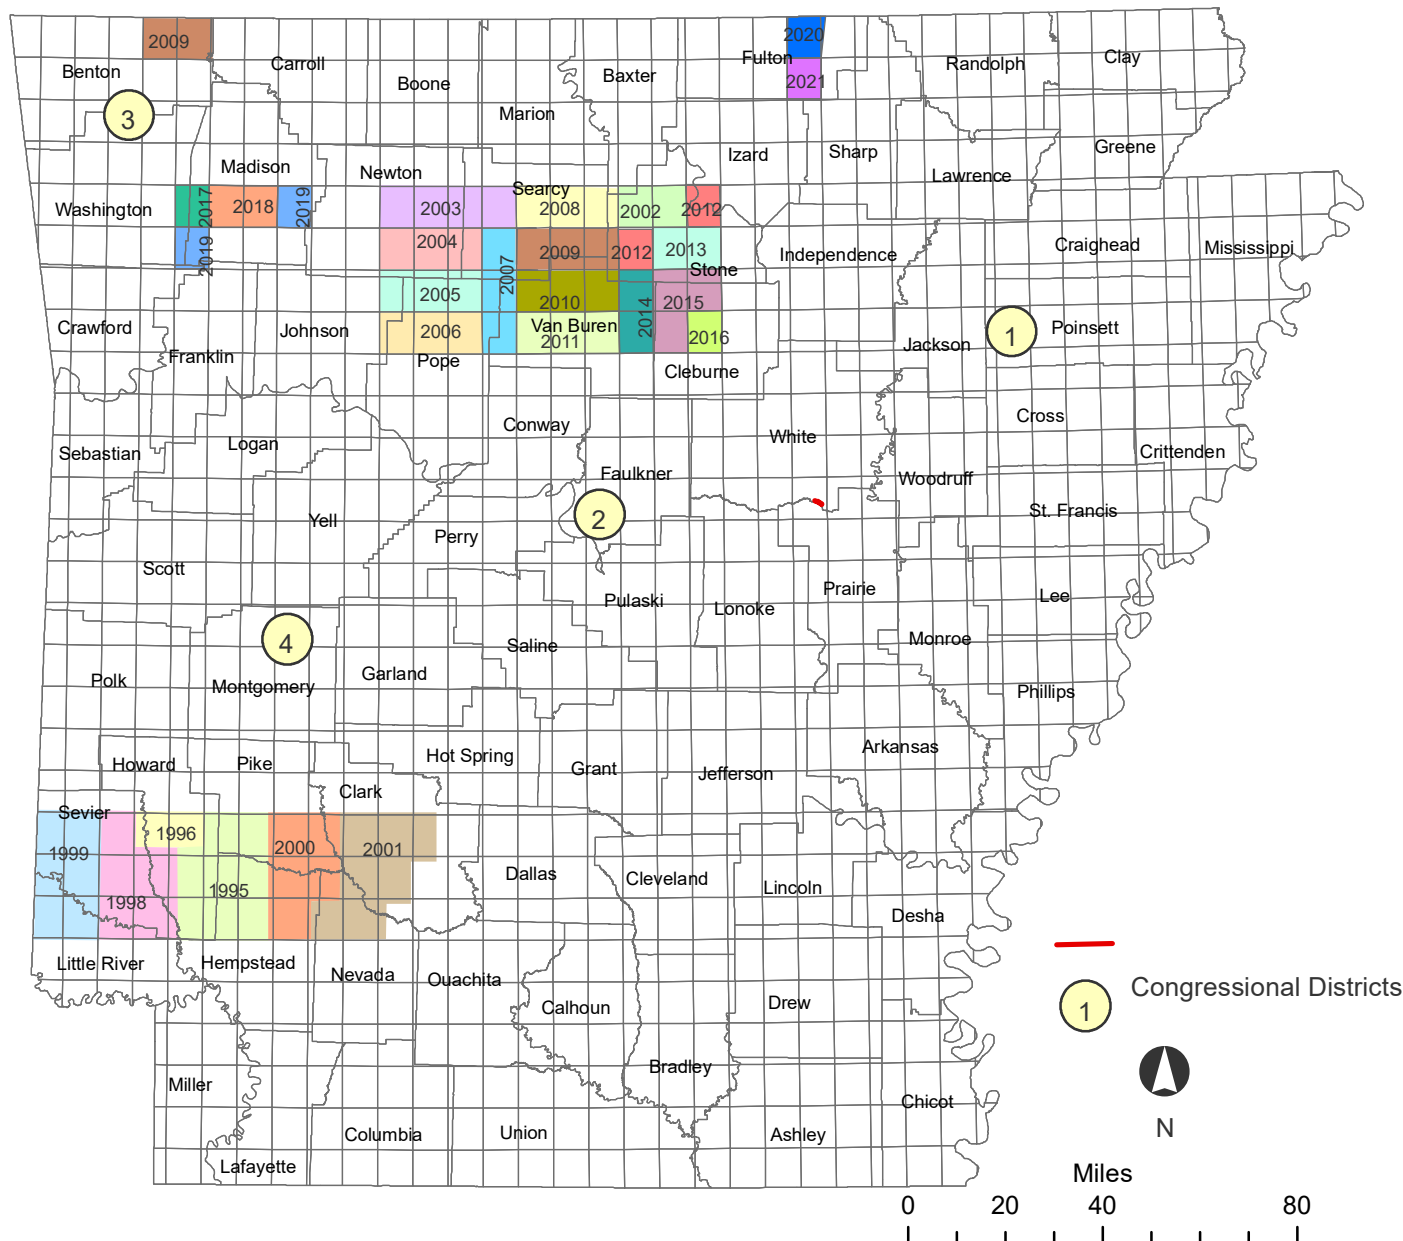 2009
2020
Fulton
Clay
Carroll
Randolph
Benton
Baxter
Boone
2021
Marion
3
Greene
Izard
Sharp
Madison
Newton
Lawrence
Searcy
Washington
2017
2018
2019
2003
2008
2002
2012
2019
2004
2007
2009
2012
2013
Stone
Independence
Craighead
Mississippi
2005
2010
2014
2015
Crawford
Johnson
2006
Van Buren
2011
2016
1
Poinsett
Jackson
Franklin
Pope
Cleburne
Cross
Conway
White
Logan
Sebastian
Crittenden
Faulkner
Woodruff
2
Yell
St. Francis
Perry
Scott
Prairie
Lee
Pulaski
Lonoke
4
Saline
Monroe
Garland
Polk
Montgomery
Phillips
Arkansas
Hot Spring
Howard
Pike
Grant
Jefferson
Clark
Sevier
1996
1999
2000
2001
Dallas
Cleveland
Lincoln
1995
1998
Desha
Little River
Hempstead
Nevada
Ouachita
Calhoun
Drew
Congressional Districts
1
Bradley
Miller
Chicot
N
Columbia
Union
Ashley
Lafayette
Miles
0 20 40 80